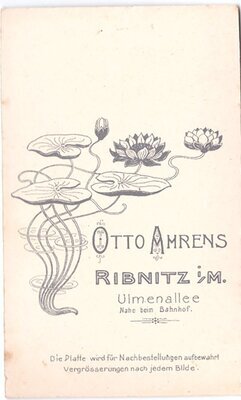 Otto Ahrens
Ribnitz i/M.
Ulmenallee
Nahe beim Bahnhof.
Die Platte wird für Nachbestellungen aufbewahrt
Vergrösserungen nach jedem Bilde.